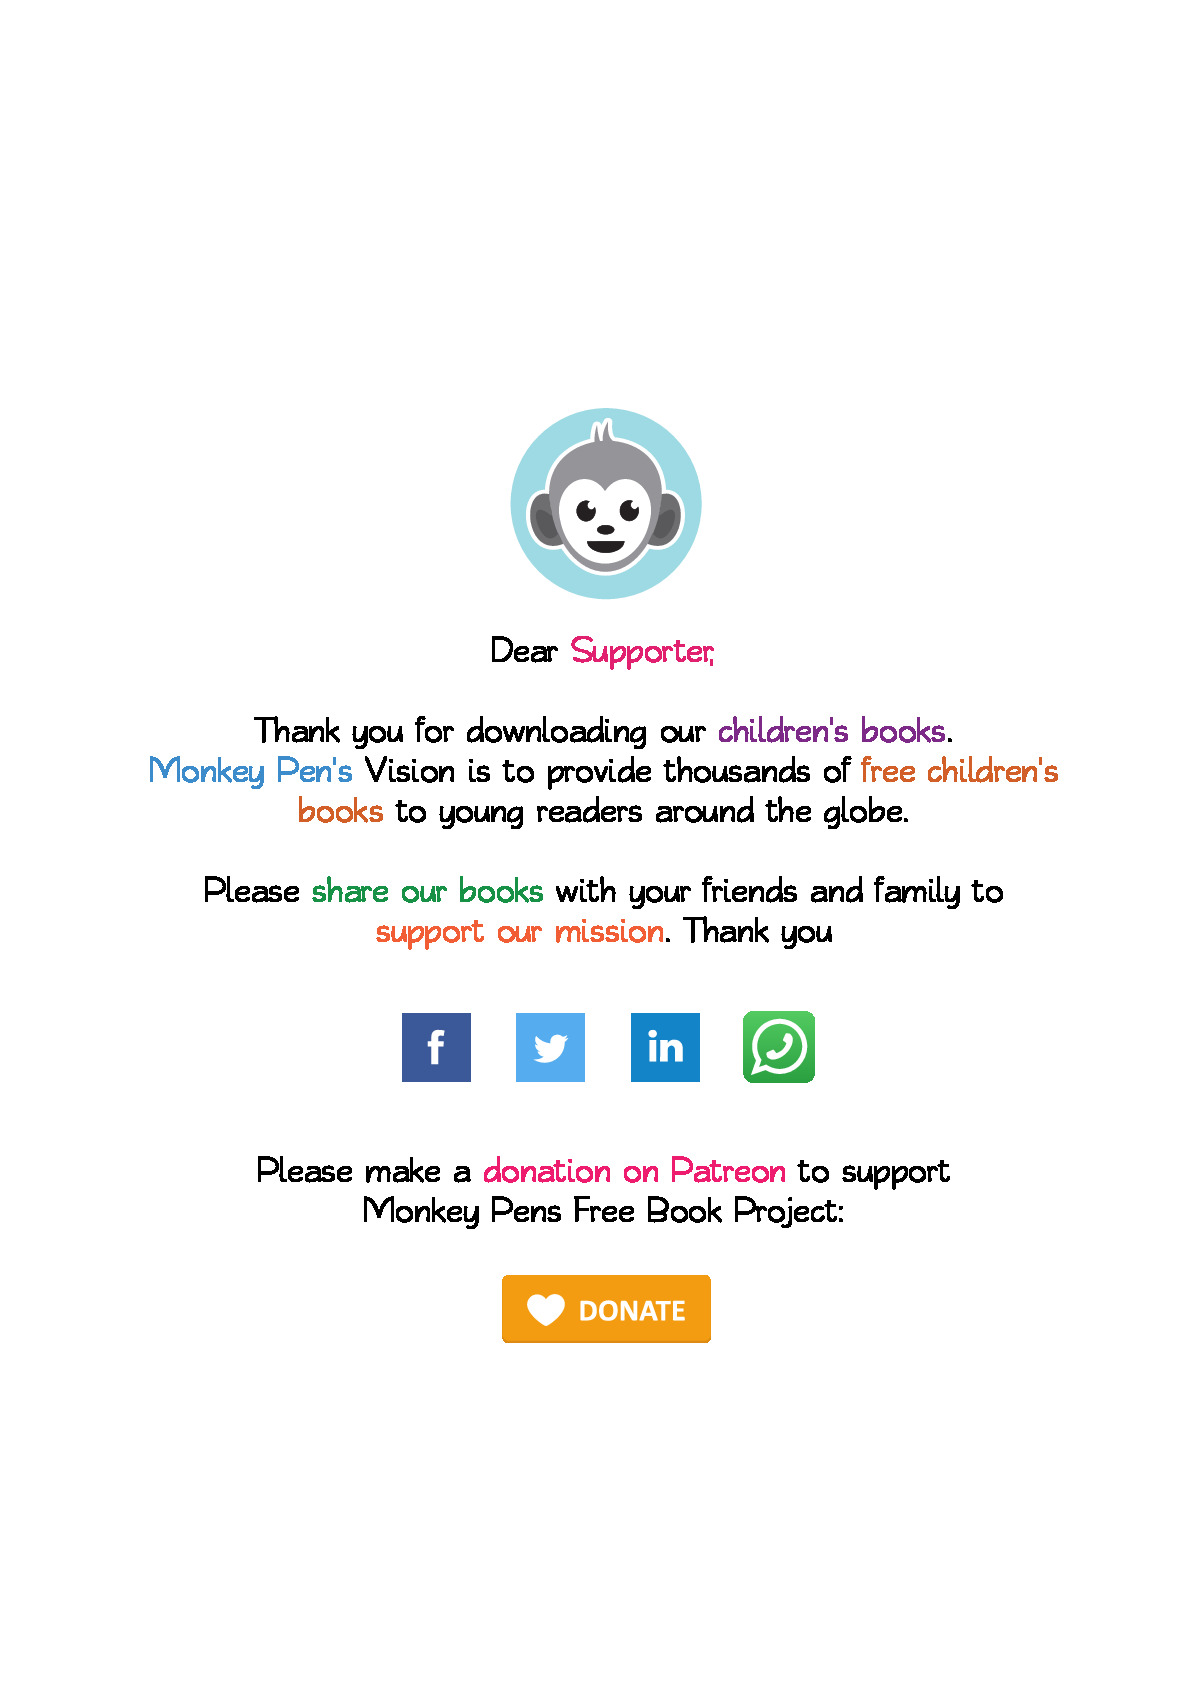 Dear Supporter,
Thank you for downloading our children's books.
Monkey Pen's Vision is to provide thousands of free children's
books to young readers around the globe.
Please share our books with your friends and family to
support our mission. Thank you
f
in
Please make a donation on Patreon to support
Monkey Pens Free Book Project:
DONATE